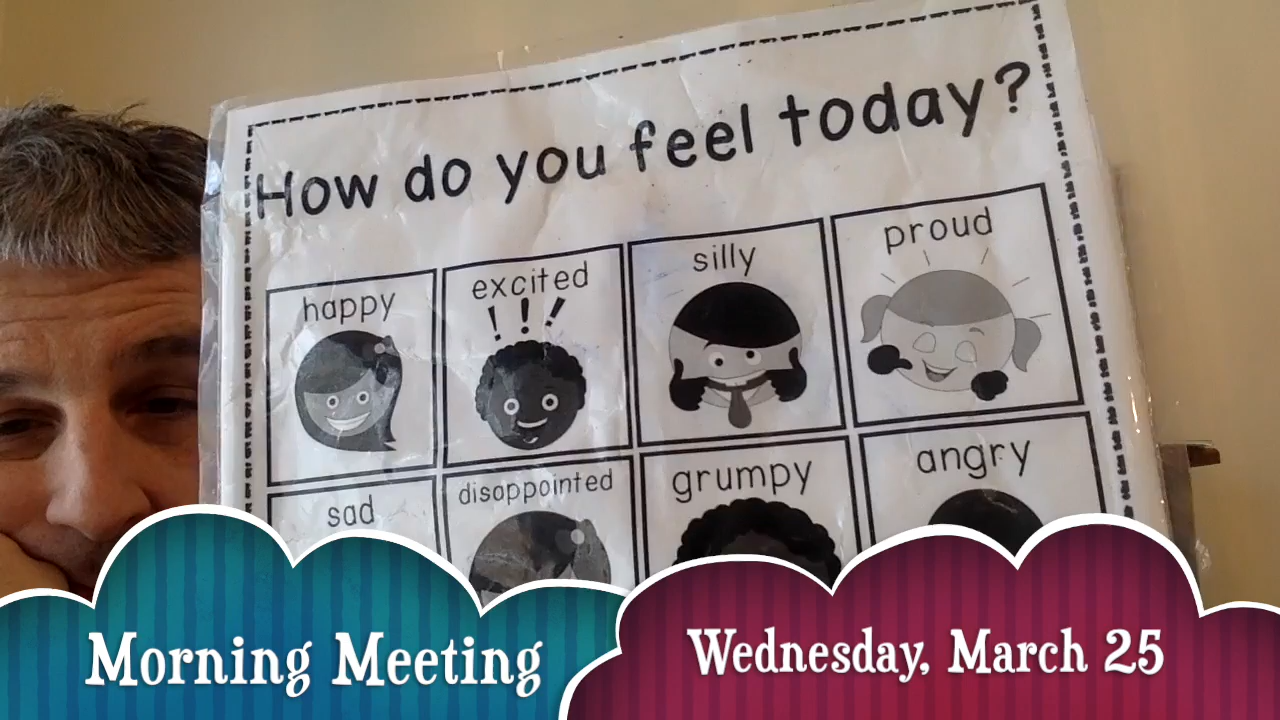 How do you feel today?
happy
excited
! ! !
silly
proud
sad
disappointed
grumpy
angry
Morning Meeting
Wednesday, March 25